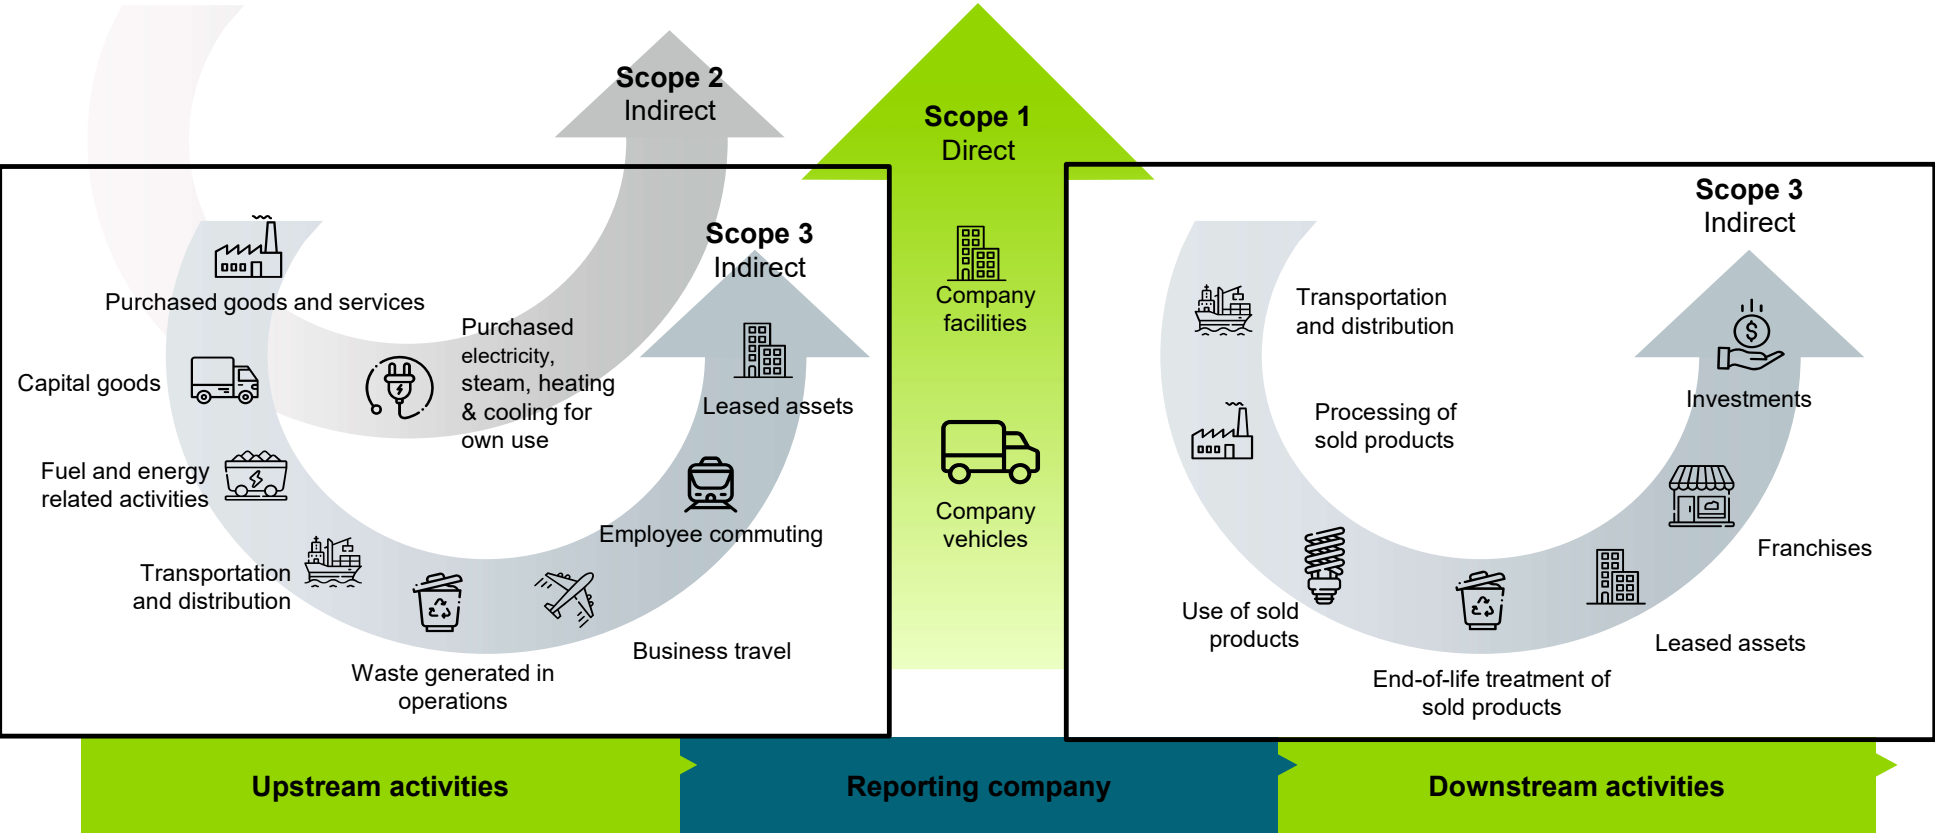 Scope 2
Indirect
Scope 1
Direct
Scope 3
Indirect
Purchased goods and services
Capital goods
Fuel and energy
related activities
Transportation
and distribution
Waste generated in
operations
Business travel
Employee commuting
Leased assets
Purchased
electricity,
steam, heating
& cooling for
own use
Company
facilities
Company
vehicles
Scope 3
Indirect
Transportation
and distribution
Processing of
sold products
Use of sold
products
End-of-life treatment of
sold products
Leased assets
Franchises
Investments
Upstream activities
Reporting company
Downstream activities